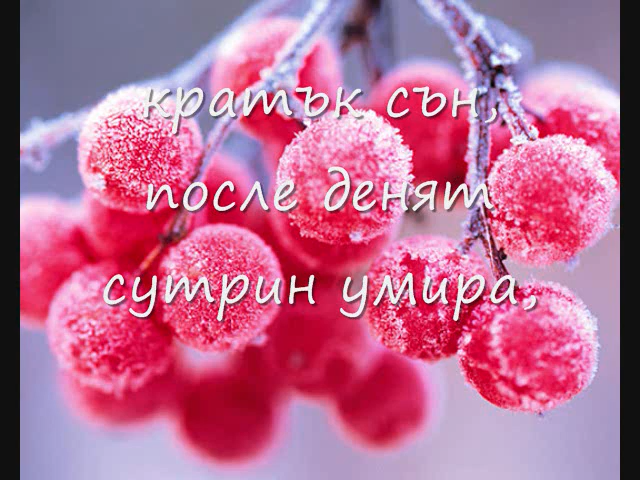 кратък сън,
после денят
сутрин умира,